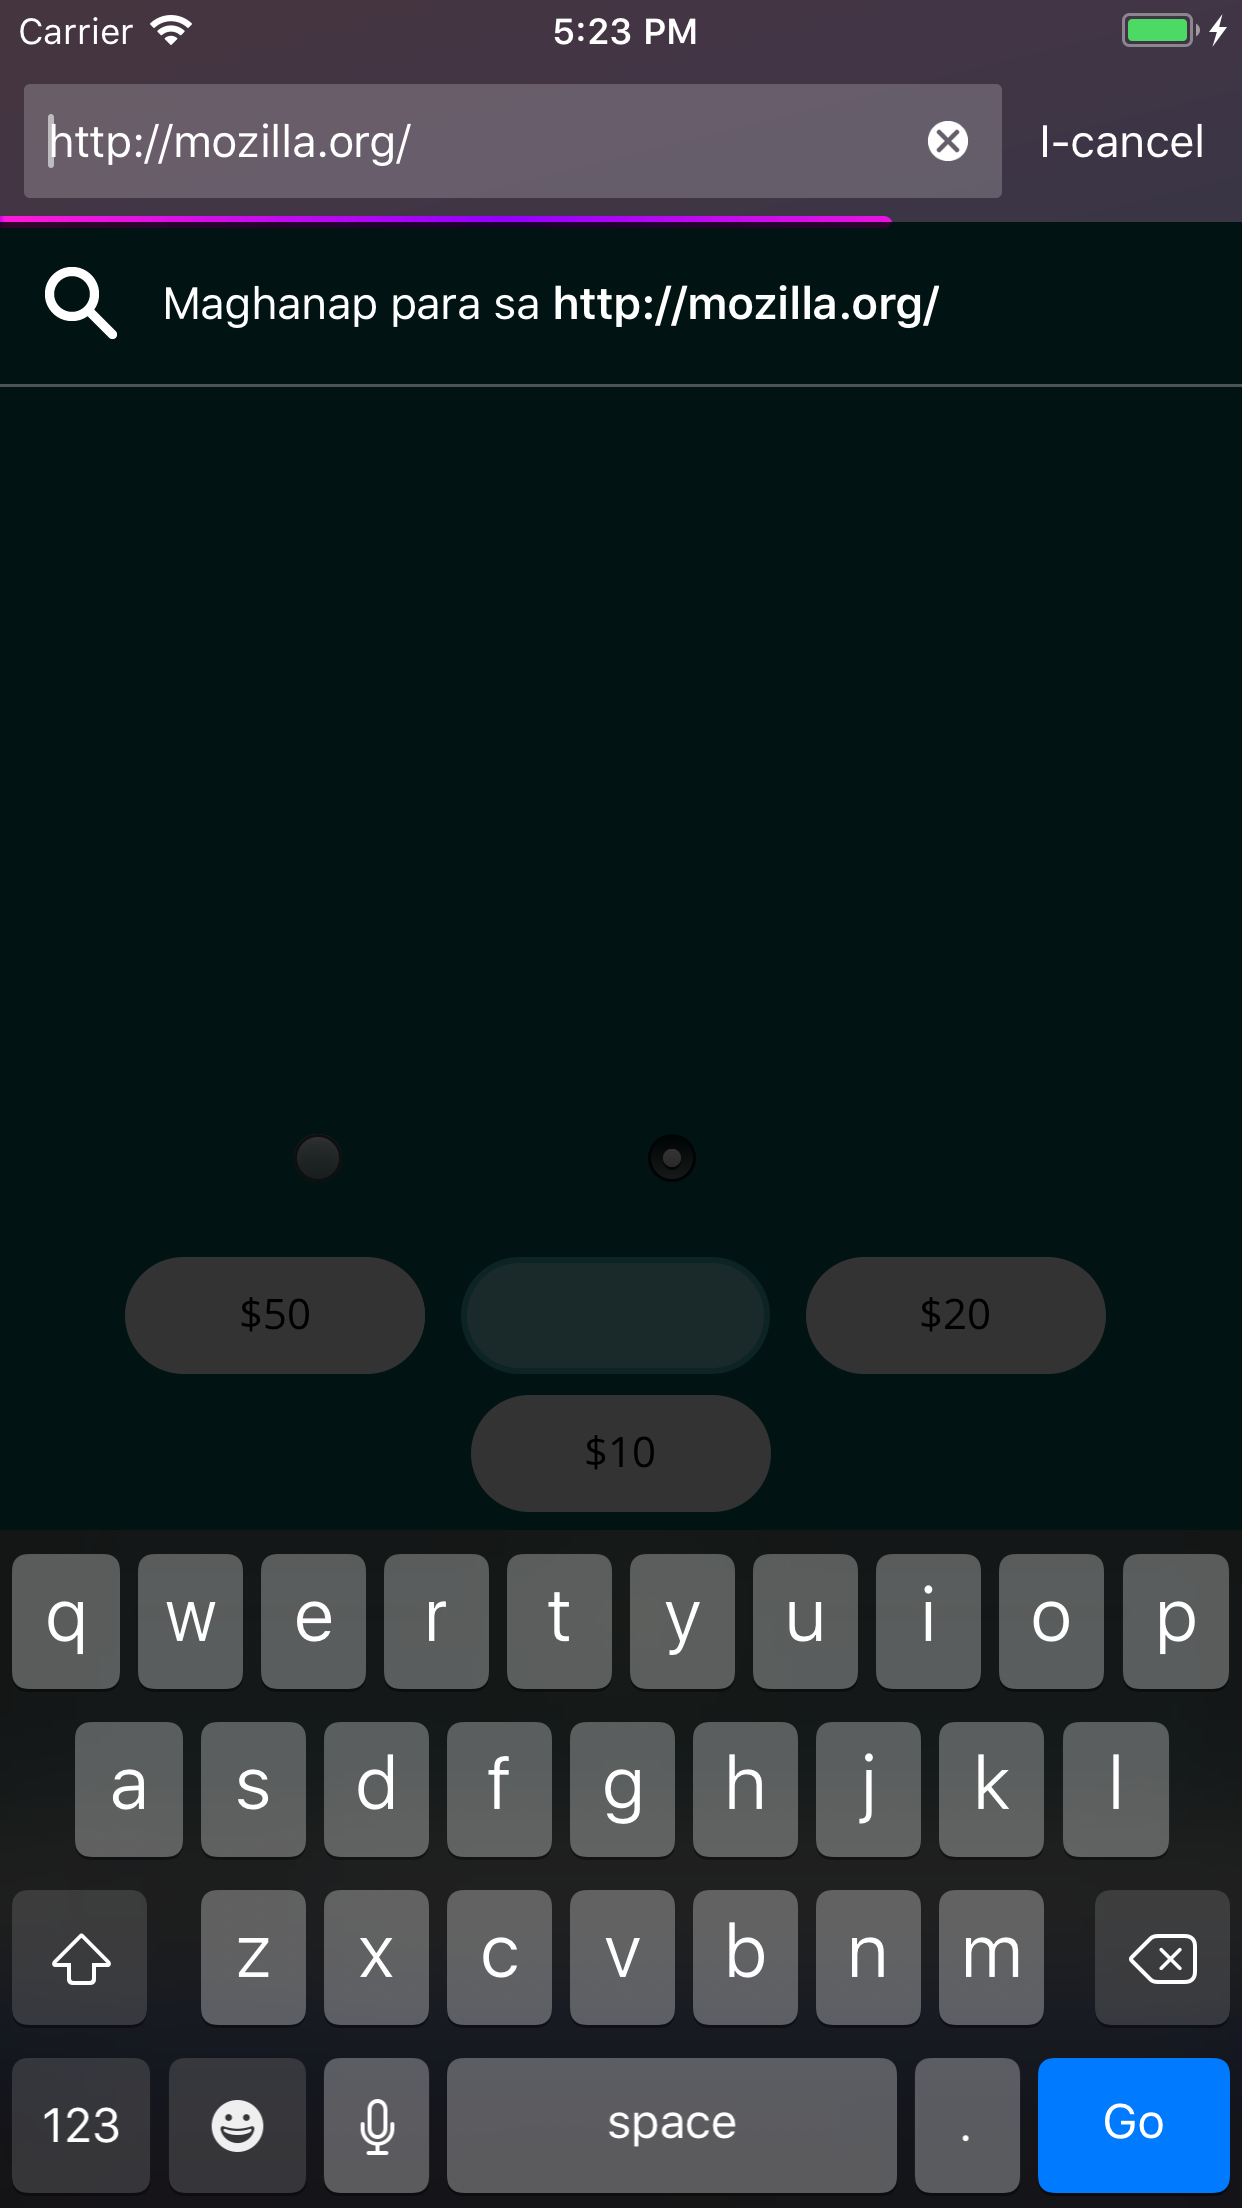 Carrier 5:23 PM
http://mozilla.org/ I-cancel
Maghanap para sa http://mozilla.org/
$50 $20
$10
q w e r t y u i o p
a s d f g h j k l
z x c v b n m
123 space . Go